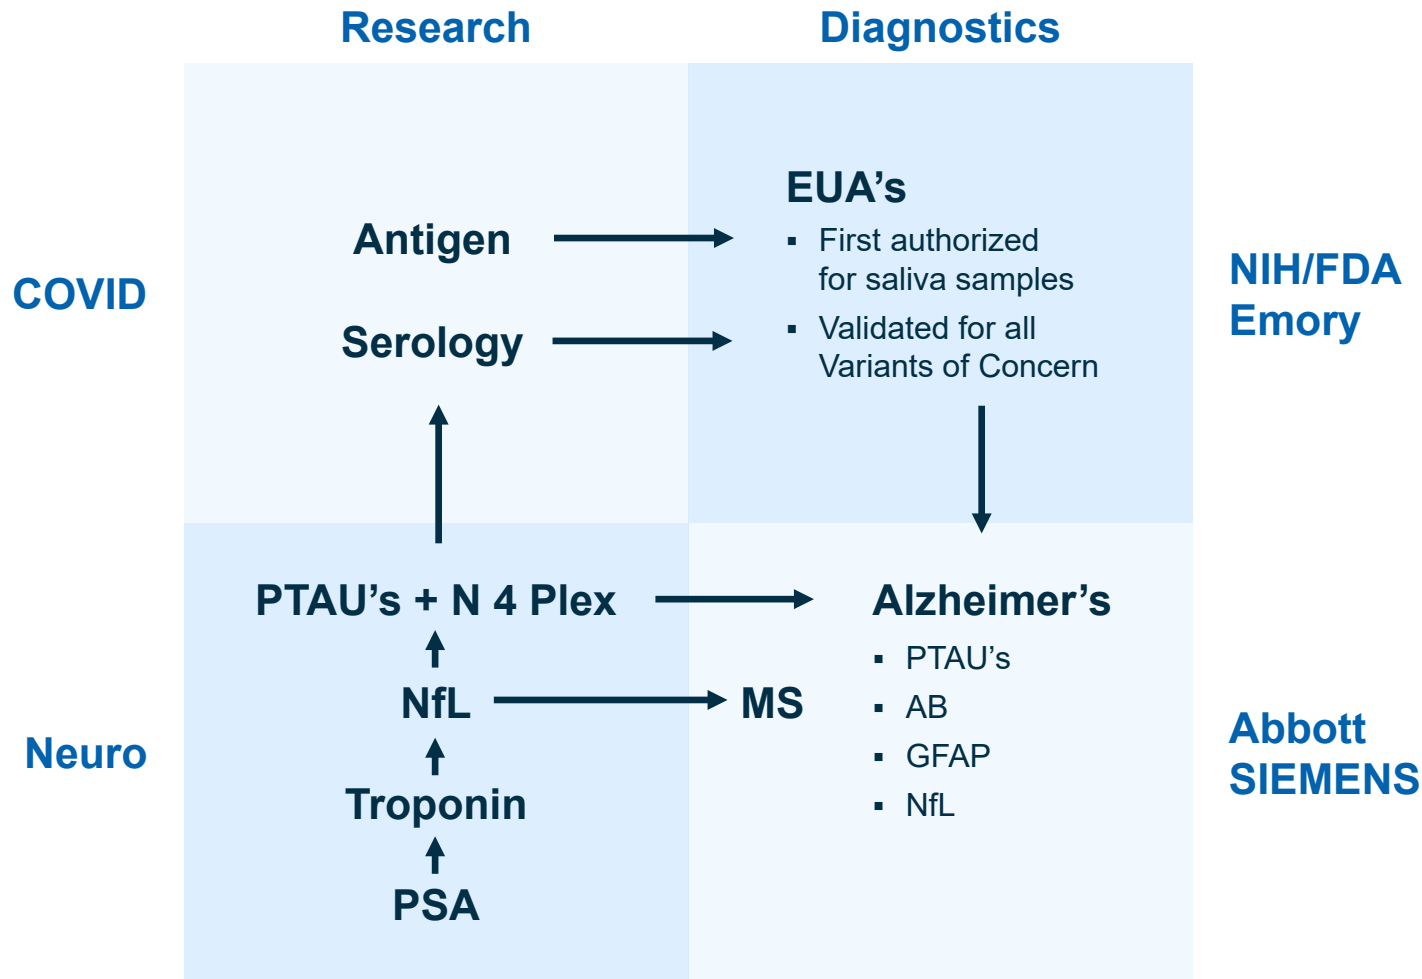 Research
Diagnostics
COVID
Antigen
Serology
EUA’s
▪ First authorized
for saliva samples
▪ Validated for all
Variants of Concern
NIH/FDA
Emory
Neuro
PTAU’s + N 4 Plex
NfL
Troponin
PSA
MS
Alzheimer’s
▪ PTAU’s
▪ AB
▪ GFAP
▪ NfL
Abbott
SIEMENS